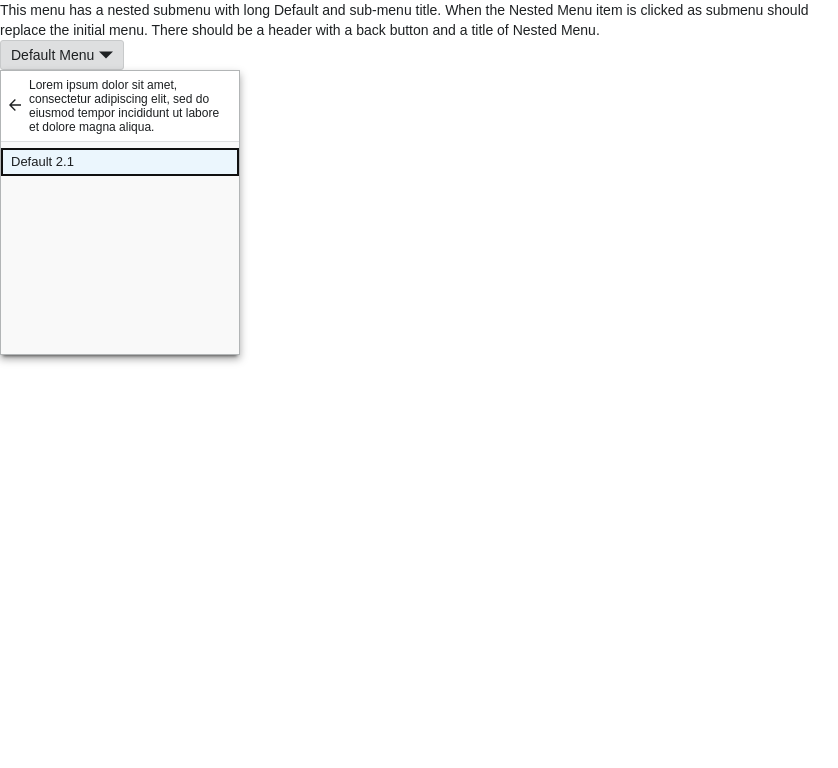 This menu has a nested submenu with long Default and sub-menu title. When the Nested Menu item is clicked as submenu should
replace the initial menu. There should be a header with a back button and a title of Nested Menu.
Default Menu
Lorem ipsum dolor sit amet,
consectetur adipiscing elit, sed do
eiusmod tempor incididunt ut labore
et dolore magna aliqua.
Default 2.1